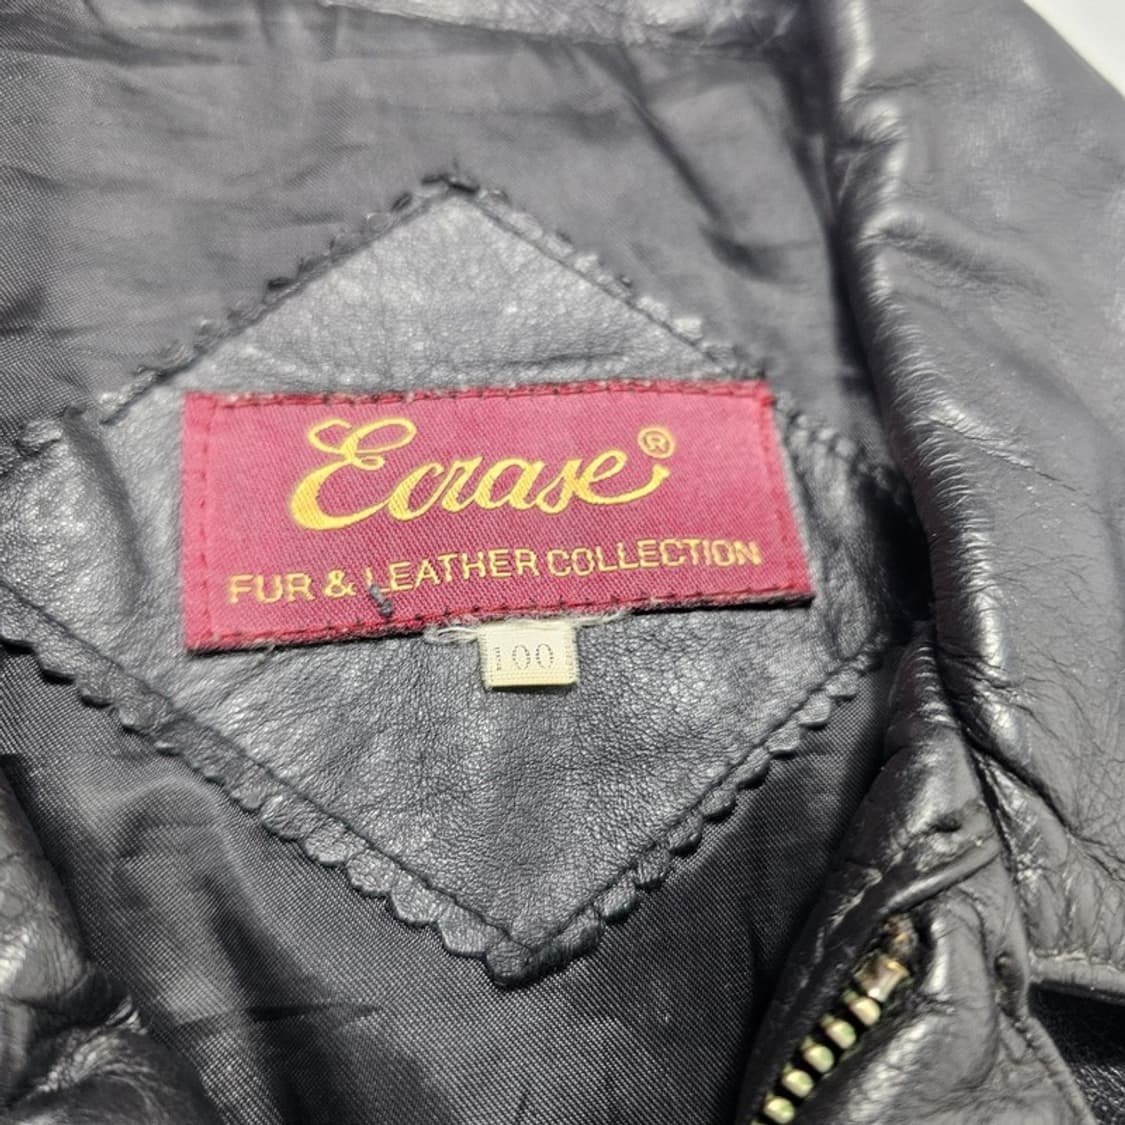 Ecrase®
FUR & LEATHER COLLECTION
100